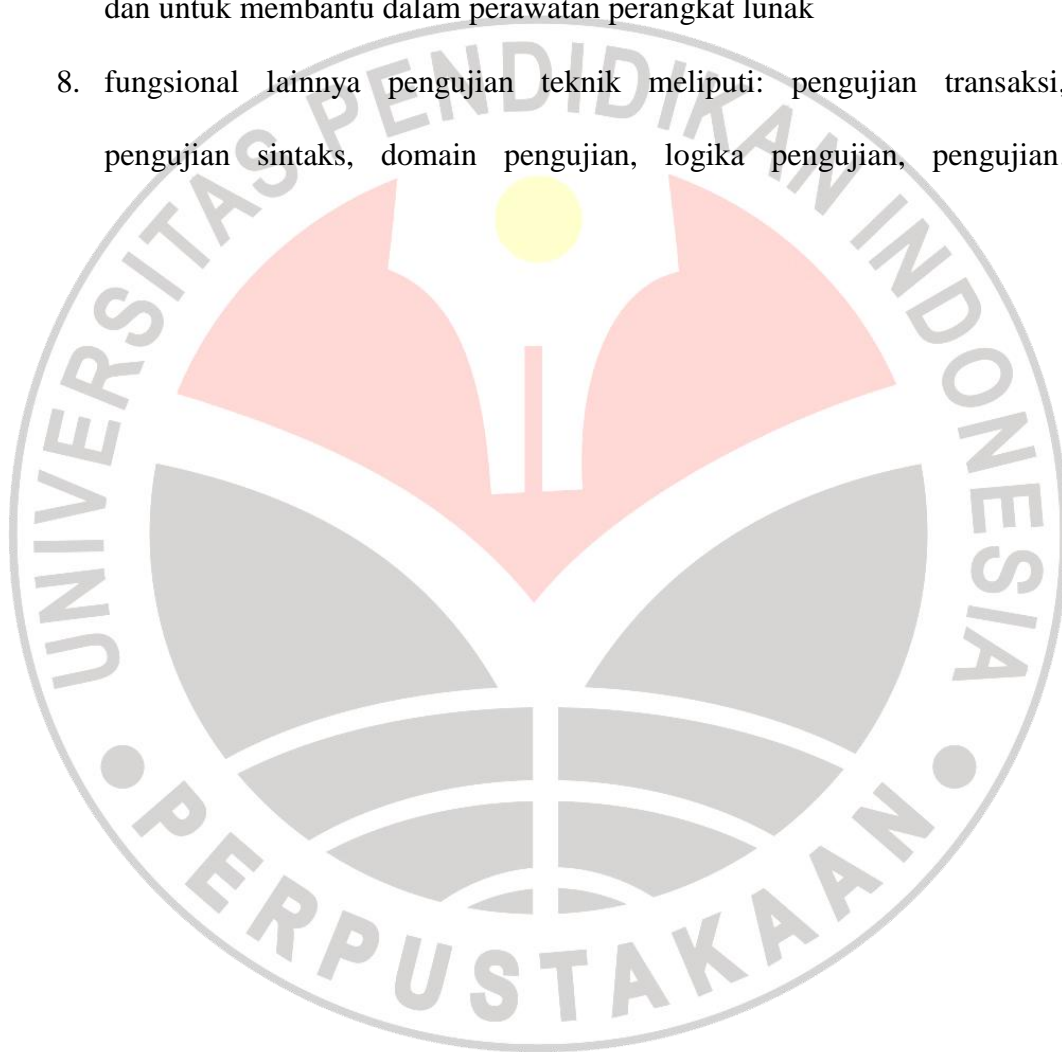 dan untuk membantu dalam perawatan perangkat lunak
8. fungsional lainnya pengujian teknik meliputi: pengujian transaksi,
pengujian sintaks, domain pengujian, logika pengujian, pengujian
UNIVERSITAS PENDIDIKAN INDONESIA
PERPUSTAKAAN